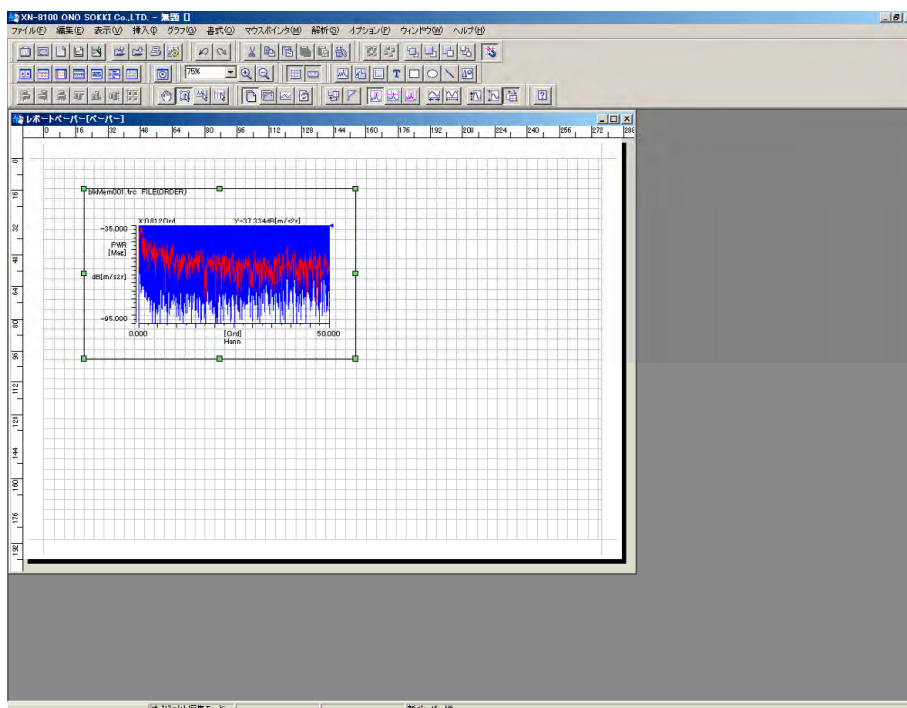 XN-8100 ONO SOKKI Co.,LTD. - 無題 []
ファイル(F) 編集(E) 表示(V) 挿入(I) グラフ(G) 書式(O) マウスポインタ(M) 解析(S) オプション(P) ウィンドウ(W) ヘルプ(H)
75%
T
レポートペーパー[ペーパー]
0 16 32 48 64 80 96 112 128 144 160 176 192 208 224 240 256 272 288
0
16
32
48
64
80
96
112
128
144
160
176
192
blkMem001.trc FILE(ORDER)
X:0.812Ord Y:-37.334dB[m/s2r]
-35.000
PWR
[Mag]
dB[m/s2r]
-95.000
0.000 [Ord] 50.000
Hann